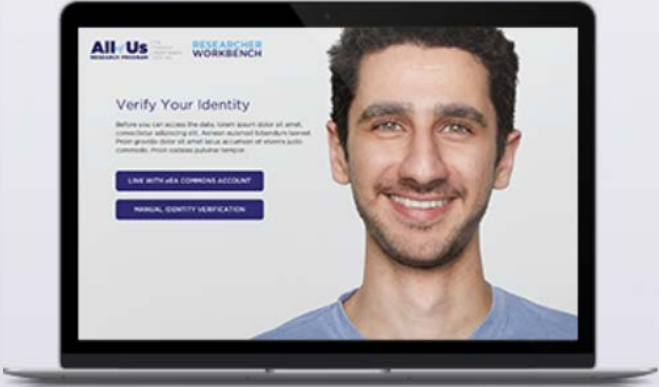 All of Us
RESEARCH PROGRAM
RESEARCHER
WORKBENCH
Verify Your Identity
Before you can access the data, lorem ipsum dolor sit amet,
consectetur adipiscing elit. Aenean euismod bibendum laoreet.
Proin gravida dolor sit amet lacus accumsan et viverra justo
commodo. Proin sodales pulvinar tempor.
LINK WITH eRA COMMONS ACCOUNT
MANUAL IDENTITY VERIFICATION